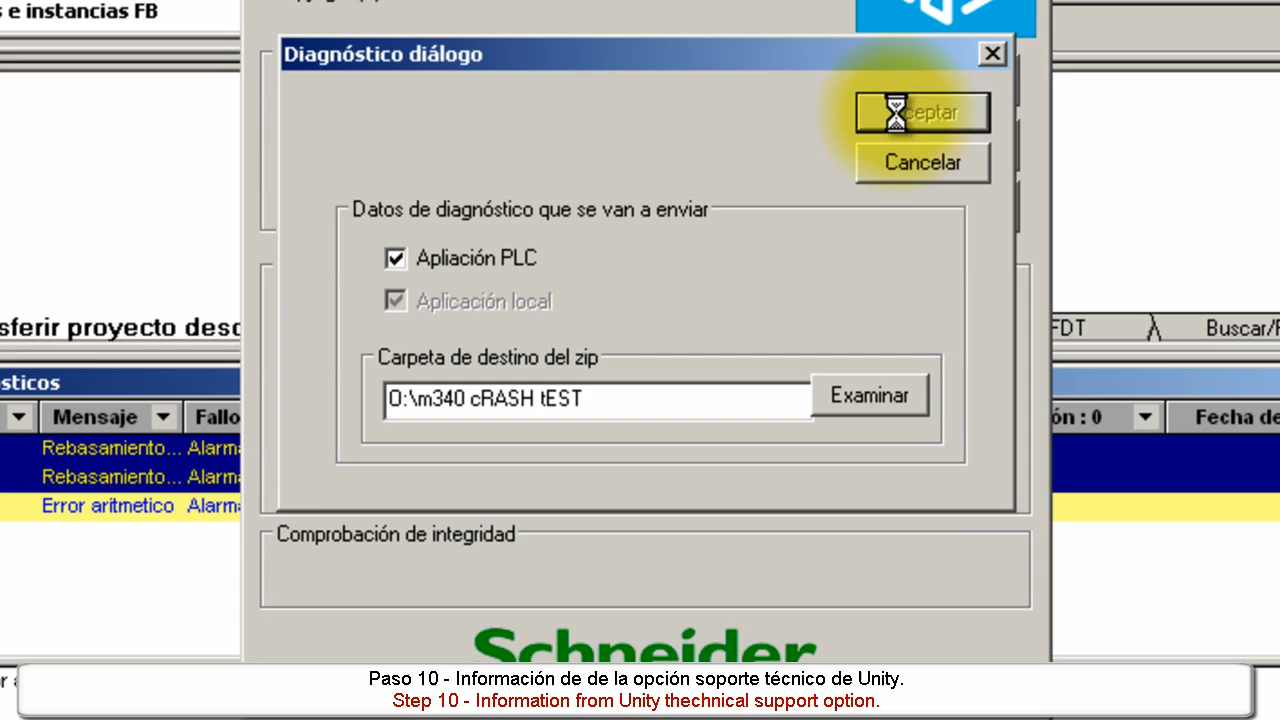 s e instancias FB
Diagnóstico diálogo
ceptar
Cancelar
Datos de diagnóstico que se van a enviar
Apliación PLC
Aplicación local
Carpeta de destino del zip
O:\m340 cRASH tEST
Examinar
sferir proyecto desc
FDT
Buscar/R
sticos
Mensaje
Fallo
ón : 0
Fecha de
Rebasamiento... Alarma
Rebasamiento... Alarma
Error aritmetico Alarma
Comprobación de integridad
Schneider
Paso 10 - Información de de la opción soporte técnico de Unity.
Step 10 - Information from Unity thechnical support option.